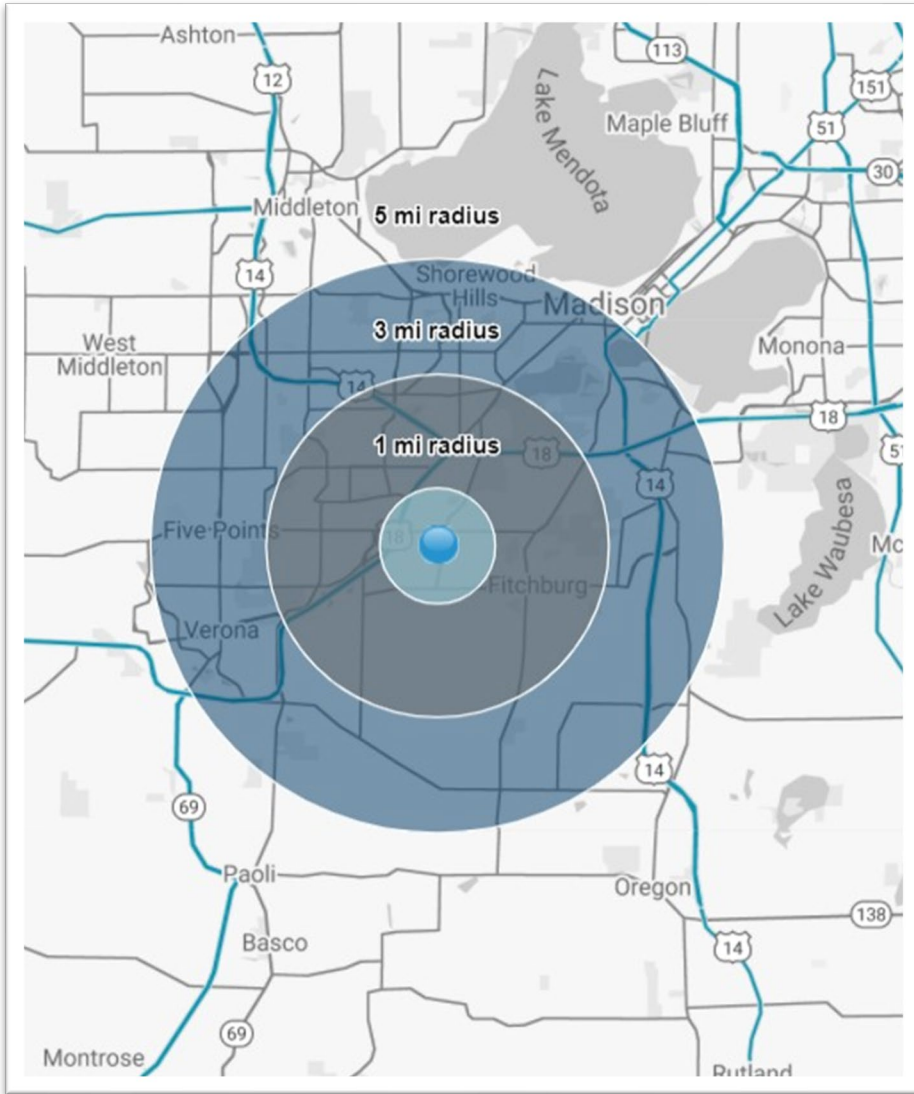 Ashton
113
12
151
Lake Mendota
Maple Bluff
51
30
Middleton
5 mi radius
14
Shorewood
Hills
Madison
3 mi radius
West
Middleton
Monona
14
18
1 mi radius
18
51
14
Five Points
18
Lake Waubesa
Mc
Fitchburg
Verona
14
69
Paoli
Oregon
138
Basco
14
69
Montrose
Rutland